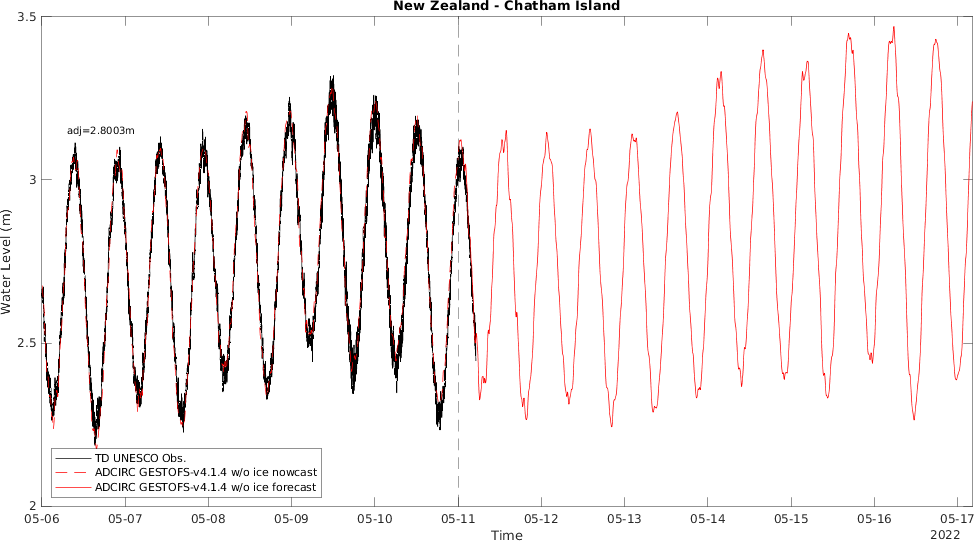 New Zealand - Chatham Island
3.5
adj=2.8003m
3
Water Level (m)
2.5
TD UNESCO Obs.
ADCIRC GESTOFS-v4.1.4 w/o ice nowcast
ADCIRC GESTOFS-v4.1.4 w/o ice forecast
2
05-06 05-07 05-08 05-09 05-10 05-11 05-12 05-13 05-14 05-15 05-16 05-17
Time
2022